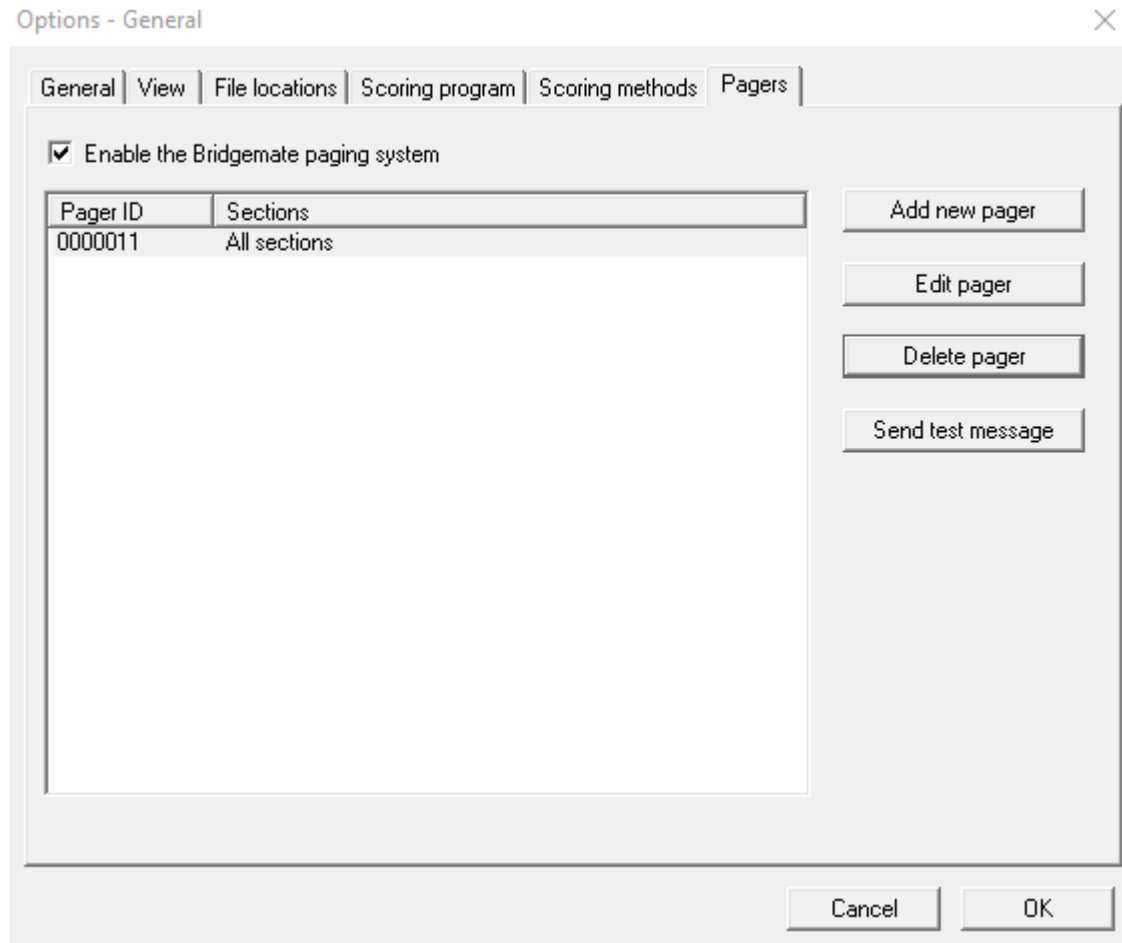 Options - General
General View File locations Scoring program Scoring methods Pagers
Enable the Bridgemate paging system
Pager ID Sections
0000011 All sections
Add new pager
Edit pager
Delete pager
Send test message
Cancel OK